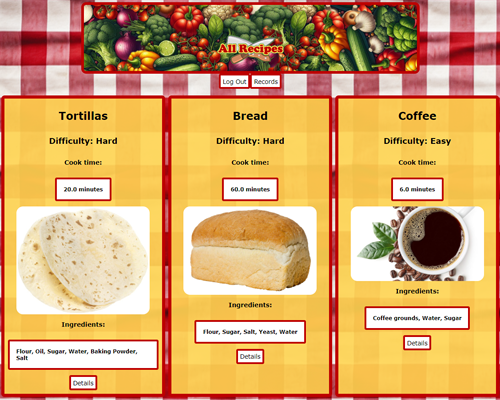 All Recipes
Log Out
Records
Tortillas
Difficulty: Hard
Cook time:
20.0 minutes
Ingredients:
Flour, Oil, Sugar, Water, Baking Powder,
Salt
Details
Bread
Difficulty: Hard
Cook time:
60.0 minutes
Ingredients:
Flour, Sugar, Salt, Yeast, Water
Details
Coffee
Difficulty: Easy
Cook time:
6.0 minutes
Ingredients:
Coffee grounds, Water, Sugar
Details